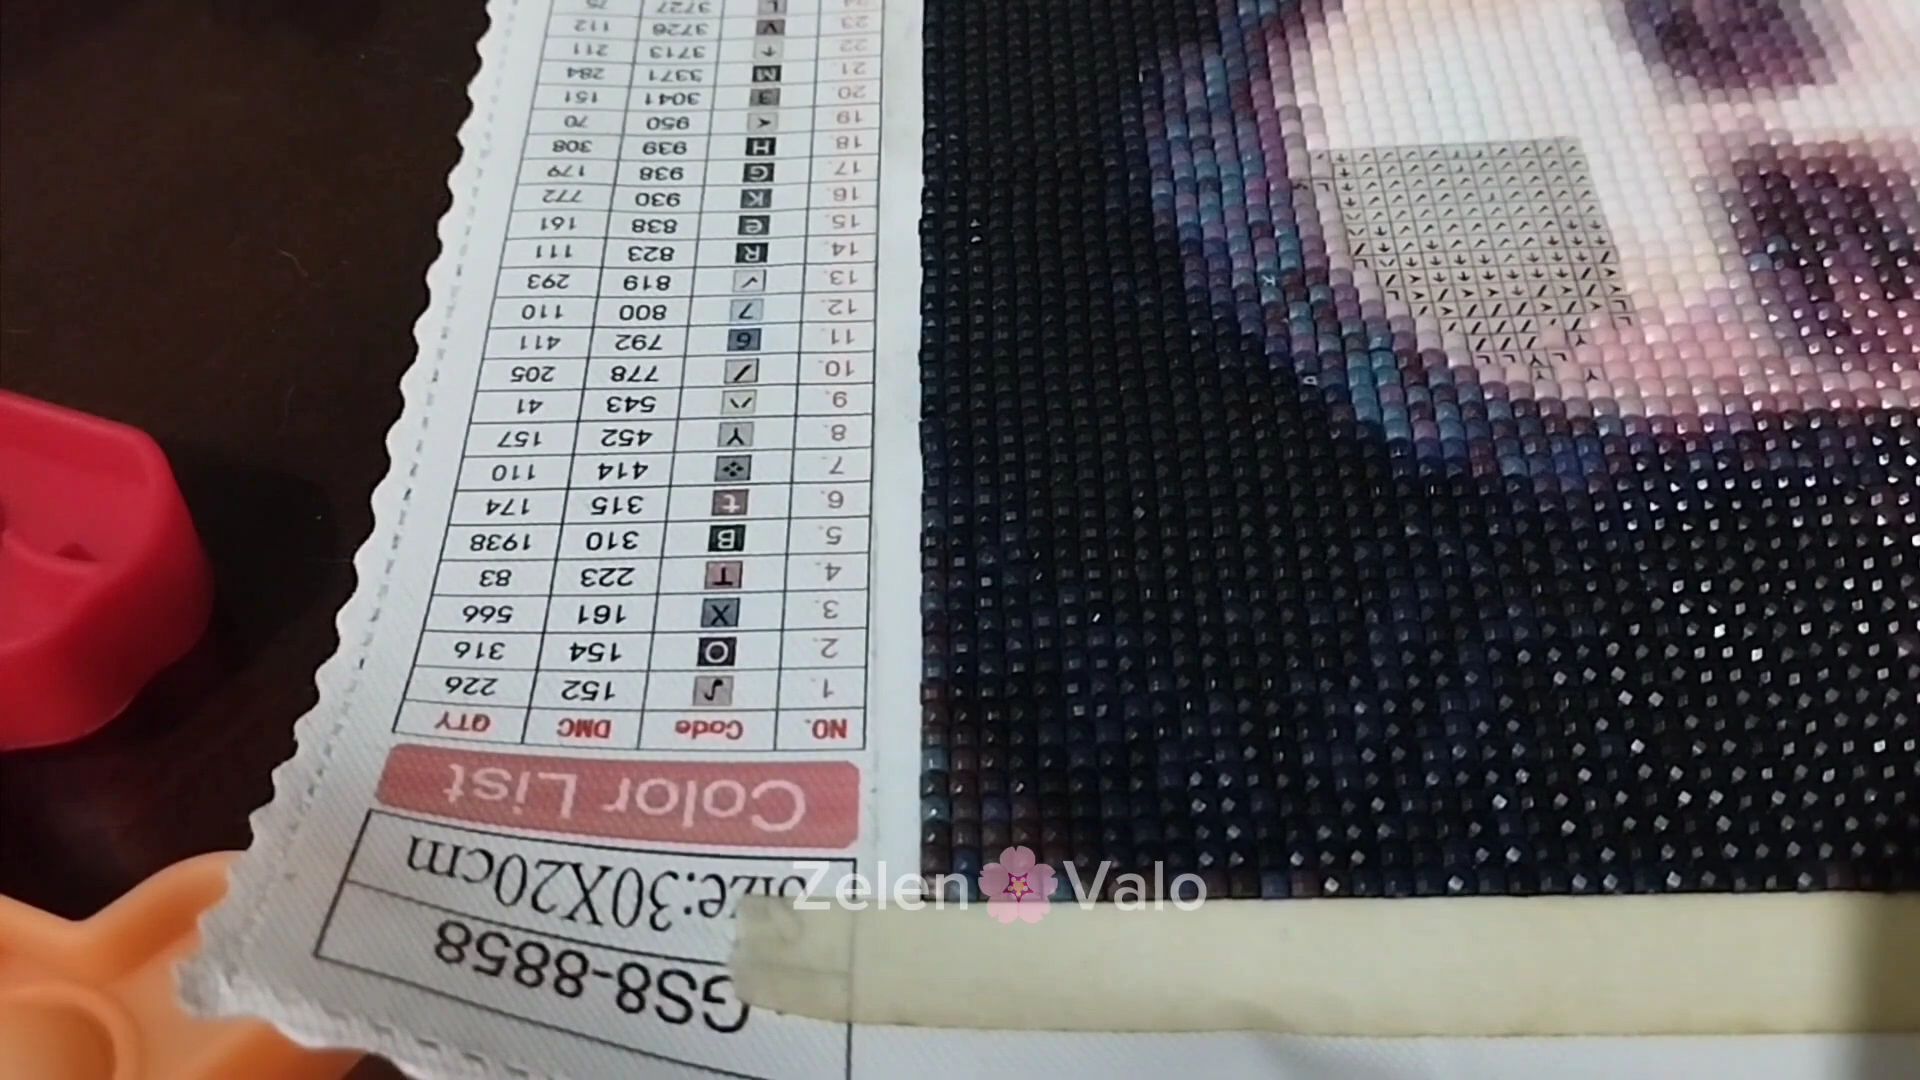 GS8-8858
Size:30X20cm
Color List
NO. Code DMC QTY
1. ♪ 152 226
2. O 154 316
3. X 161 566
4. T 223 83
5. B 310 1938
6. t 315 174
7. ❖ 414 110
8. 452 157
9. 543 41
10. / 778 205
11. 792 411
12. 800 110
13. 819 293
14. R 823 111
15. e 838 161
16. K 930 772
17. G 938 179
18. H 939 308
19. 950 70
20. 3041 151
21. 3371 284
22. 3713 211
23. 3726 112
24. 3727 75
Zelen🌸Valo